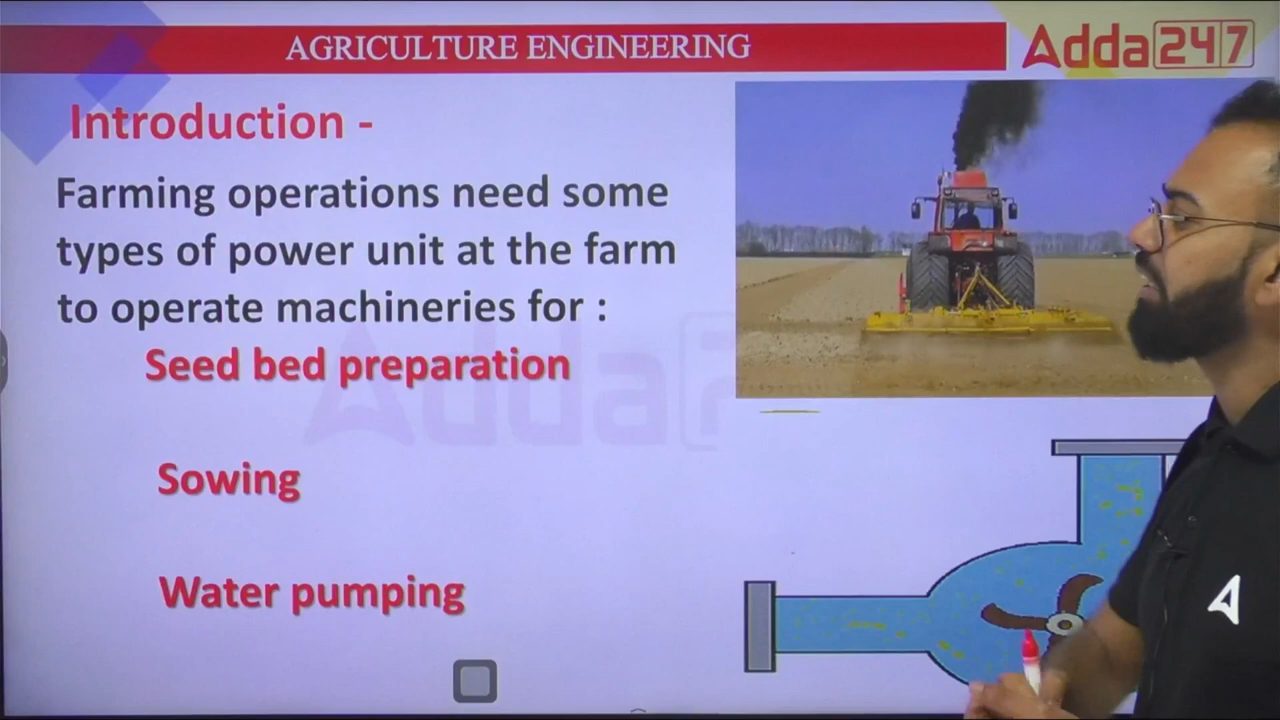 AGRICULTURE ENGINEERING
Adda247
Introduction -
Farming operations need some
types of power unit at the farm
to operate machineries for :
Seed bed preparation
Sowing
Water pumping